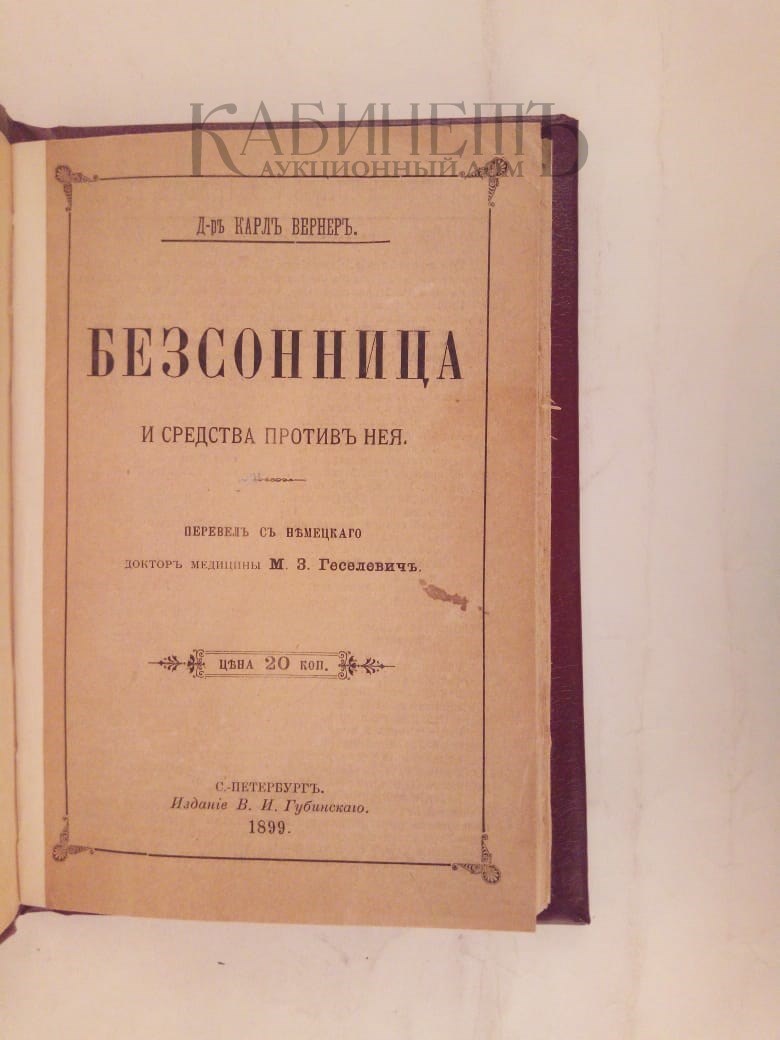 КАБИНЕТЪ
АУКЦИОННЫЙ ДОМ
Д-ръ КАРЛЪ ВЕРНЕРЪ.
БЕЗСОННИЦА
И СРЕДСТВА ПРОТИВЪ НЕЯ.
ПЕРЕВЕЛЪ СЪ НѢМЕЦКАГО
ДОКТОРЪ МЕДИЦИНЫ М. З. Геселевичъ.
ЦѢНА 20 КОП.
С.-ПЕТЕРБУРГЪ.
Изданіе В. И. Губинскаго.
1899.